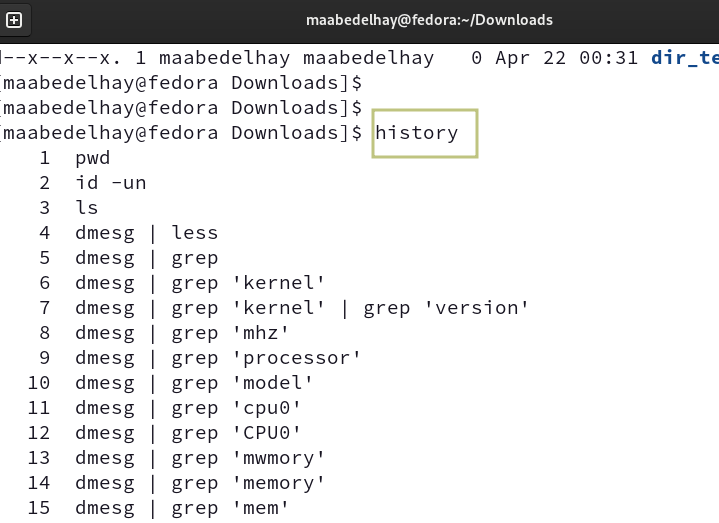 maabedelhay@fedora:~/Downloads
--x--x--x. 1 maabedelhay maabedelhay 0 Apr 22 00:31 dir_te
[maabedelhay@fedora Downloads]$
[maabedelhay@fedora Downloads]$
[maabedelhay@fedora Downloads]$ history
1 pwd
2 id -un
3 ls
4 dmesg | less
5 dmesg | grep
6 dmesg | grep 'kernel'
7 dmesg | grep 'kernel' | grep 'version'
8 dmesg | grep 'mhz'
9 dmesg | grep 'processor'
10 dmesg | grep 'model'
11 dmesg | grep 'cpu0'
12 dmesg | grep 'CPU0'
13 dmesg | grep 'mwmory'
14 dmesg | grep 'memory'
15 dmesg | grep 'mem'